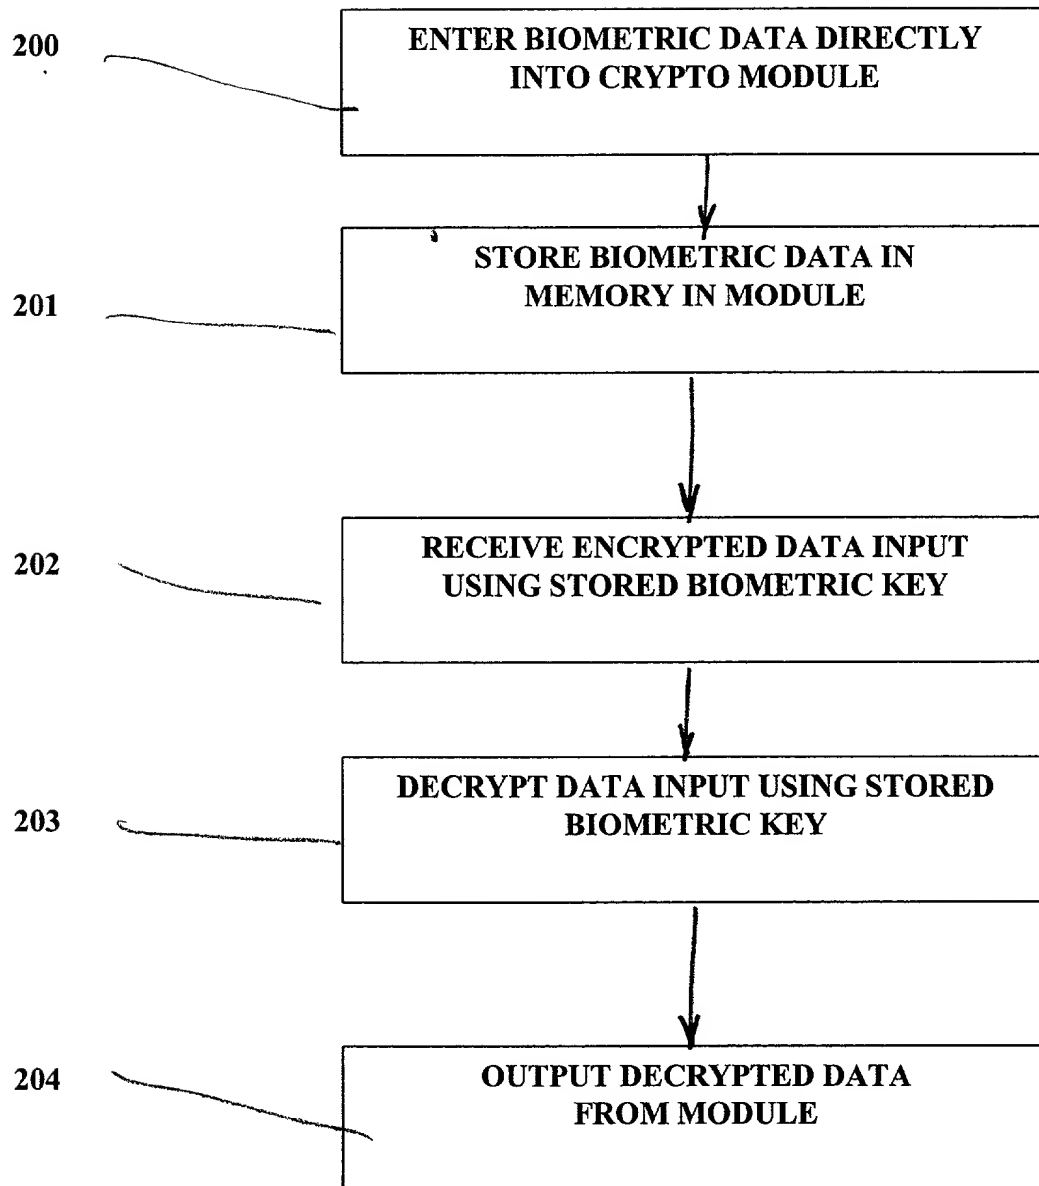 200
ENTER BIOMETRIC DATA DIRECTLY
INTO CRYPTO MODULE
201
STORE BIOMETRIC DATA IN
MEMORY IN MODULE
202
RECEIVE ENCRYPTED DATA INPUT
USING STORED BIOMETRIC KEY
203
DECRYPT DATA INPUT USING STORED
BIOMETRIC KEY
204
OUTPUT DECRYPTED DATA
FROM MODULE